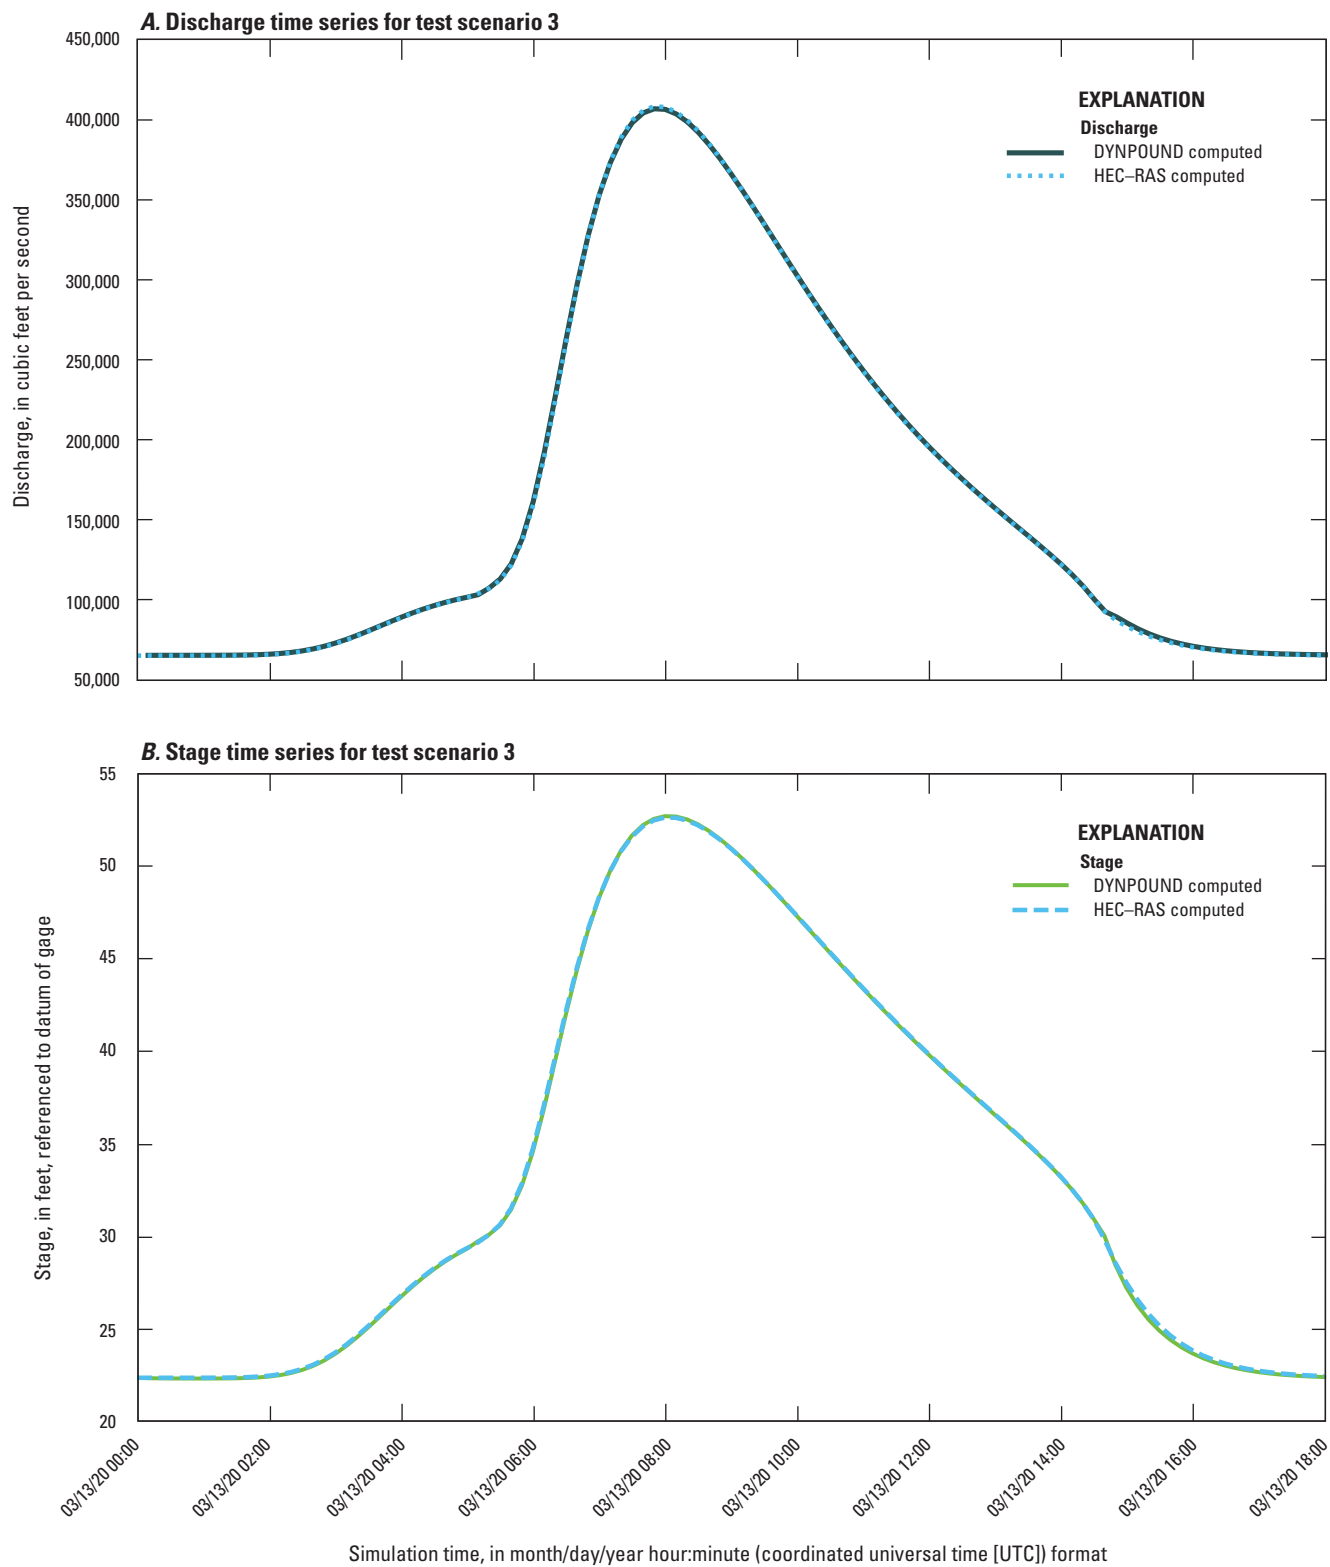 A. Discharge time series for test scenario 3
450,000
400,000
350,000
300,000
250,000
200,000
150,000
100,000
50,000
Discharge, in cubic feet per second
EXPLANATION
Discharge
DYNPOUND computed
HEC–RAS computed
B. Stage time series for test scenario 3
55
50
45
40
35
30
25
20
Stage, in feet, referenced to datum of gage
EXPLANATION
Stage
DYNPOUND computed
HEC–RAS computed
03/13/20 00:00
03/13/20 02:00
03/13/20 04:00
03/13/20 06:00
03/13/20 08:00
03/13/20 10:00
03/13/20 12:00
03/13/20 14:00
03/13/20 16:00
03/13/20 18:00
Simulation time, in month/day/year hour:minute (coordinated universal time [UTC]) format